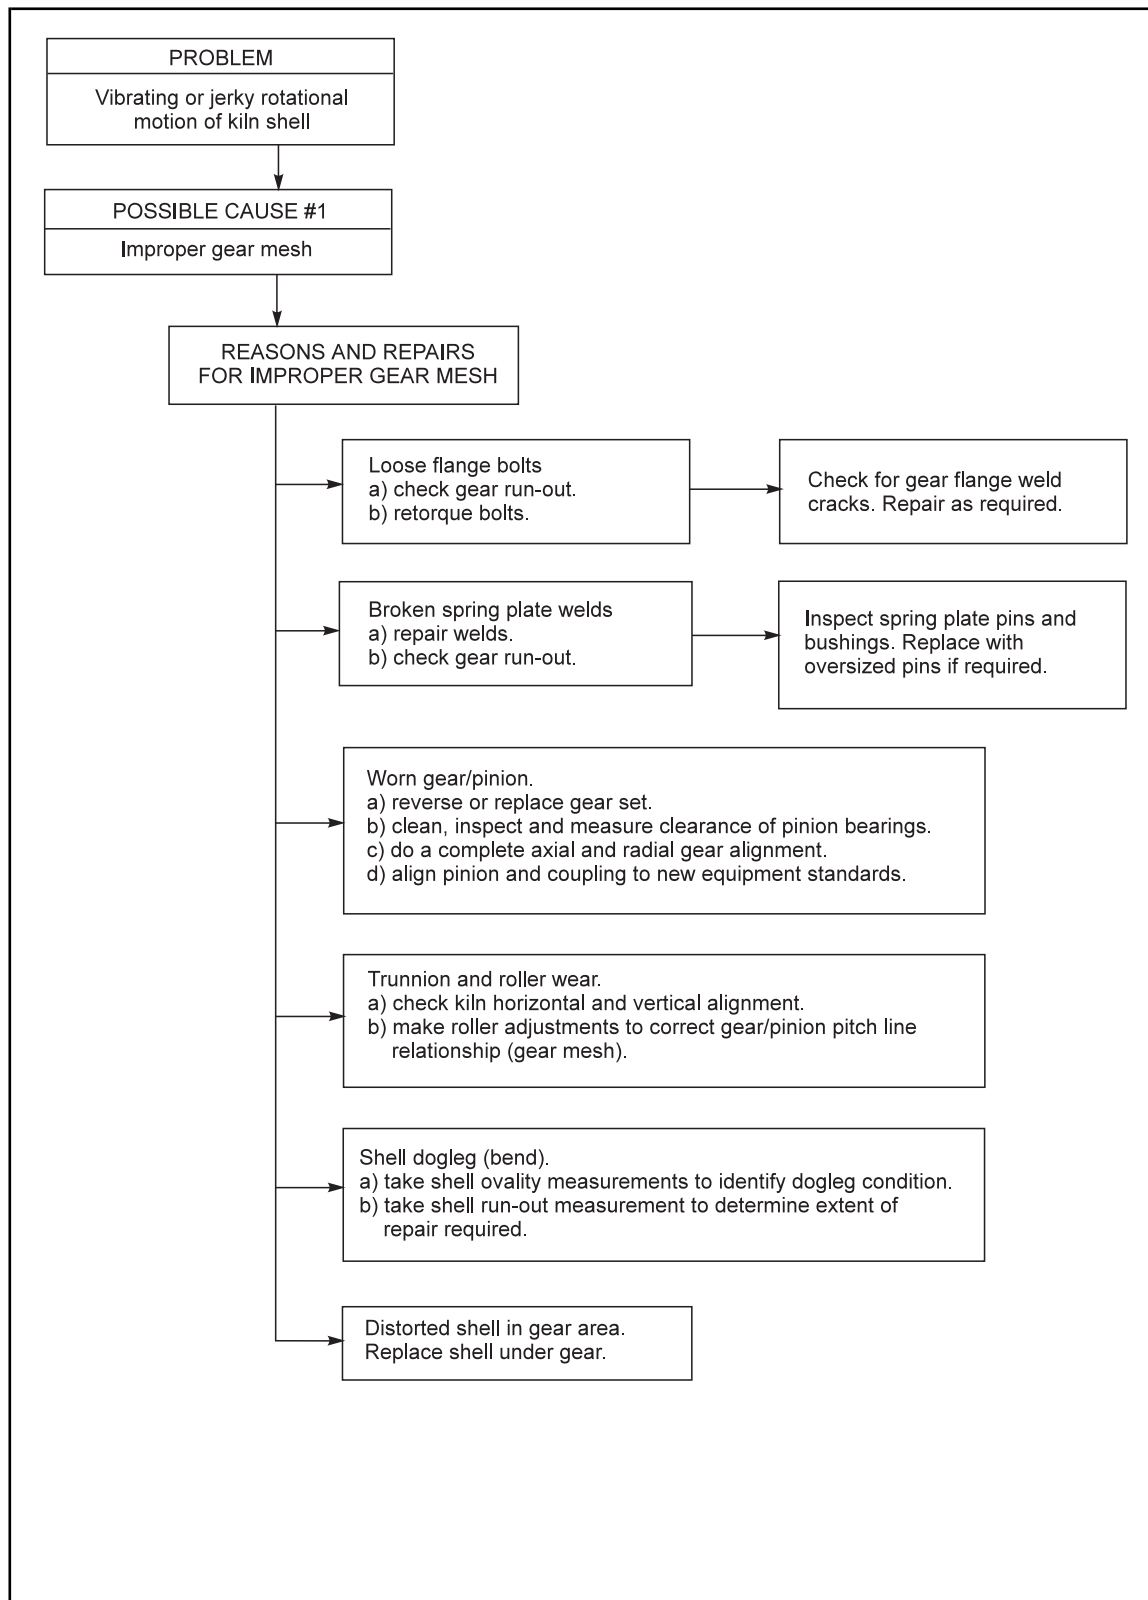 PROBLEM
Vibrating or jerky rotational
motion of kiln shell
POSSIBLE CAUSE #1
Improper gear mesh
REASONS AND REPAIRS
FOR IMPROPER GEAR MESH
Loose flange bolts
a) check gear run-out.
b) retorque bolts.
Check for gear flange weld
cracks. Repair as required.
Broken spring plate welds
a) repair welds.
b) check gear run-out.
Inspect spring plate pins and
bushings. Replace with
oversized pins if required.
Worn gear/pinion.
a) reverse or replace gear set.
b) clean, inspect and measure clearance of pinion bearings.
c) do a complete axial and radial gear alignment.
d) align pinion and coupling to new equipment standards.
Trunnion and roller wear.
a) check kiln horizontal and vertical alignment.
b) make roller adjustments to correct gear/pinion pitch line
relationship (gear mesh).
Shell dogleg (bend).
a) take shell ovality measurements to identify dogleg condition.
b) take shell run-out measurement to determine extent of
repair required.
Distorted shell in gear area.
Replace shell under gear.